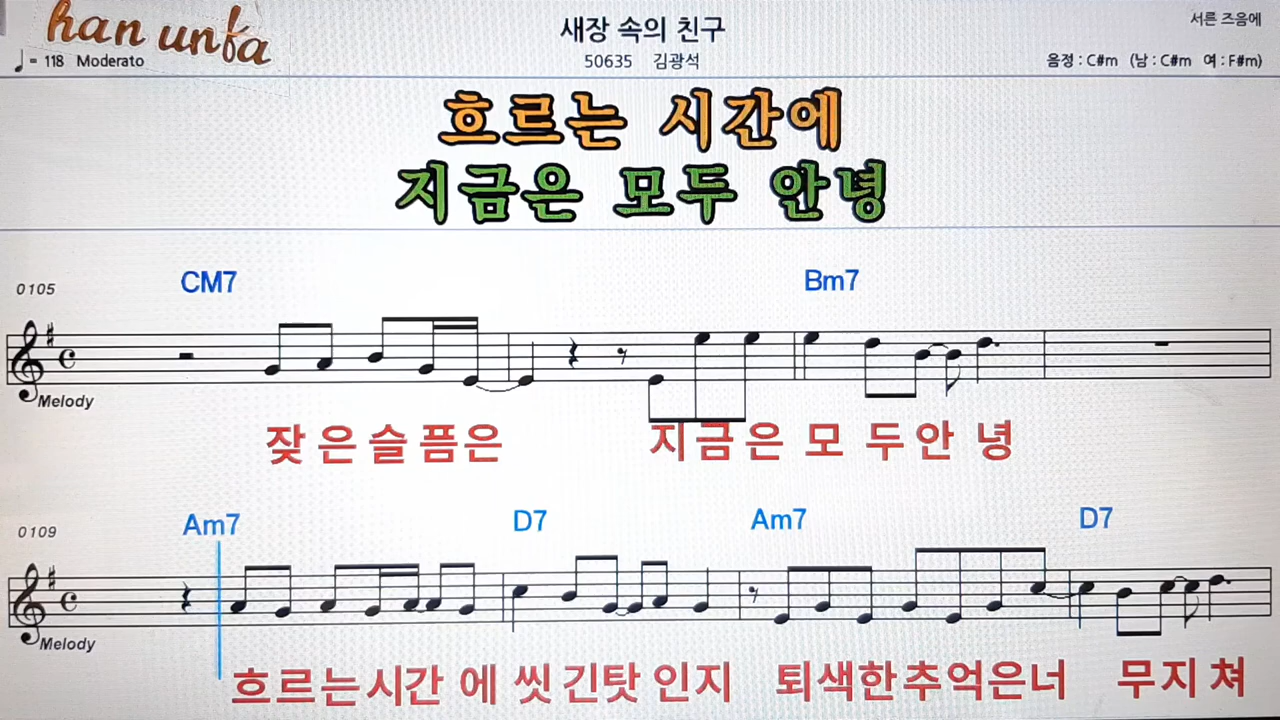 han unfa
새장 속의 친구
서른 즈음에
♩= 118 Moderato
50635 김광석
음정 : C#m (남 : C#m 여 : F#m)
흐르는 시간에
지금은 모두 안녕
0105
CM7 Bm7
Melody
잦은슬픔은 지금은 모 두안 녕
0109
Am7 D7 Am7 D7
Melody
흐르는시간 에 씻긴탓 인지 퇴색한추억은너 무지 쳐